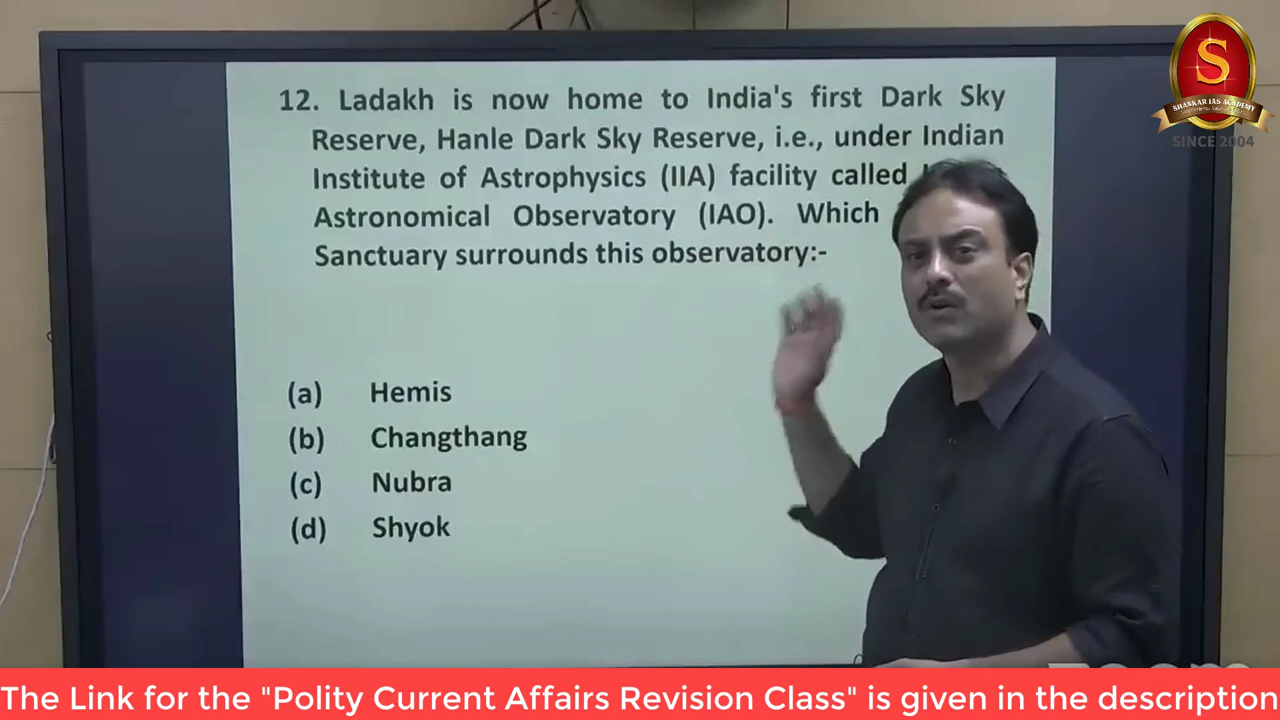 12. Ladakh is now home to India's first Dark Sky
Reserve, Hanle Dark Sky Reserve, i.e., under Indian
Institute of Astrophysics (IIA) facility called
Astronomical Observatory (IAO). Which
Sanctuary surrounds this observatory:-
(a) Hemis
(b) Changthang
(c) Nubra
(d) Shyok
S
SHANKAR IAS ACADEMY
SINCE 2004
The Link for the "Polity Current Affairs Revision Class" is given in the description